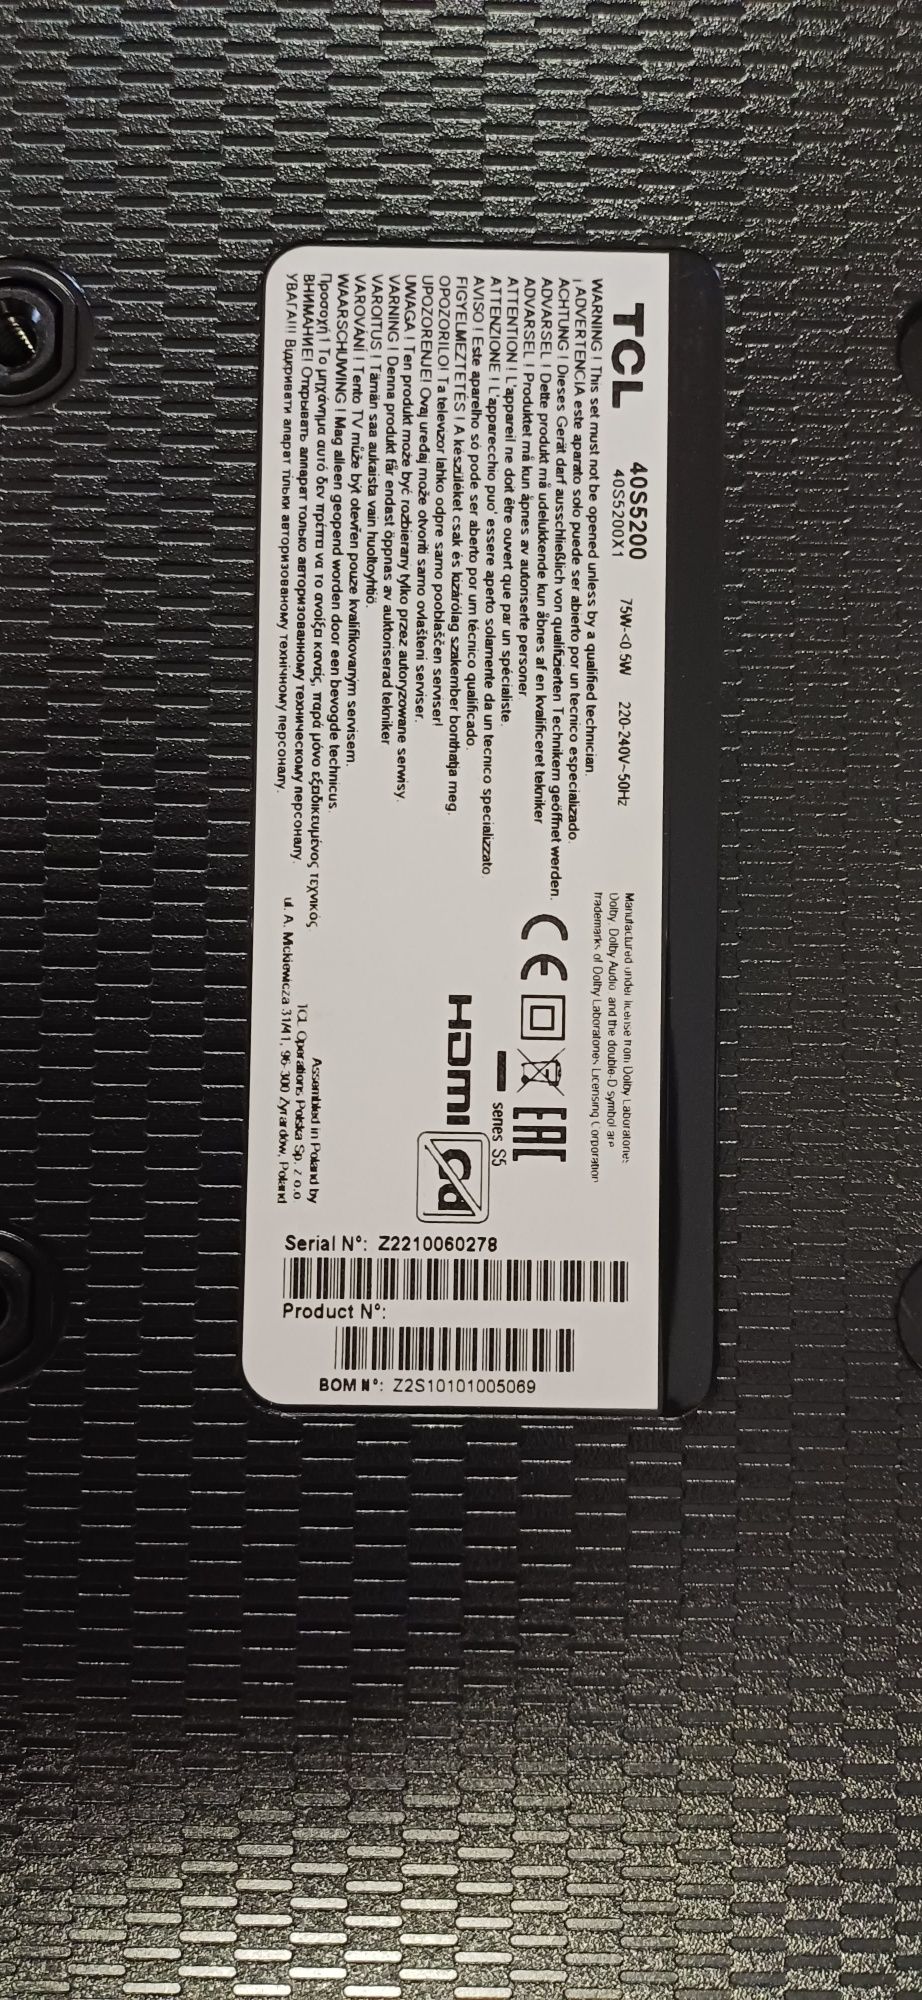 TCL
40S5200
40S5200X1
75W-<0.5W
220-240V~50Hz
Manufactured under license from Dolby Laboratories
Dolby, Dolby Audio and the double-D symbol are
trademarks of Dolby Laboratories Licensing Corporation
WARNING ! This set must not be opened unless by a qualified technician.
¡ADVERTENCIA este aparato solo puede ser abierto por un tecnico especializado.
ACHTUNG ! Dieses Gerät darf ausschließlich von qualifizierten Technikern geöffnet werden.
ADVARSEL ! Dette produkt må udelukkende kun åbnes af en kvalificeret tekniker
ADVARSEL ! Produktet må kun åpnes av autoriserte personer.
ATTENTION ! L'appareil ne doit être ouvert que par un spécialiste.
ATTENZIONE ! L'apparecchio puo' essere aperto solamente da un tecnico specializzato
AVISO ! Este aparelho só pode ser aberto por um técnico qualificado.
FIGYELMEZTETÉS! A készüléket csak és kizárólag szakember bonthatja meg.
OPOZORILO! Ta televizor lahko odpre samo pooblaščen serviser!
UPOZORENJE! Ovaj uređaj može otvoriti samo ovlašteni serviser.
UWAGA ! Ten produkt może być rozbierany tylko przez autoryzowane serwisy.
VARNING ! Denna produkt får endast öppnas av auktoriserad tekniker
VAROITUS ! Tämän saa aukaista vain huoltoyhtiö.
VAROVÁNÍ ! Tento TV může být otevřen pouze kvalifikovaným servisem.
WAARSCHUWING ! Mag alleen geopend worden door een bevoegde technicus.
Προσοχή ! Το μηχάνημα αυτό δεν πρέπει να το ανοίξει κανείς, παρά μόνο εξειδικευμένος τεχνικός.
ВНИМАНИЕ! Открывать аппарат только авторизованному техническому персоналу.
УВАГА!!! Відкривати апарат тільки авторизованому технічному персоналу.
CE
EAC
series S5
HDMI
Cd
Assembled in Poland by
TCL Operations Polska Sp. z o.o
ul. A. Mickiewicza 31/41, 96-300 Żyrardów, Poland
Serial N°: Z2210060278
Product N°:
BOM N°: Z2S10101005069